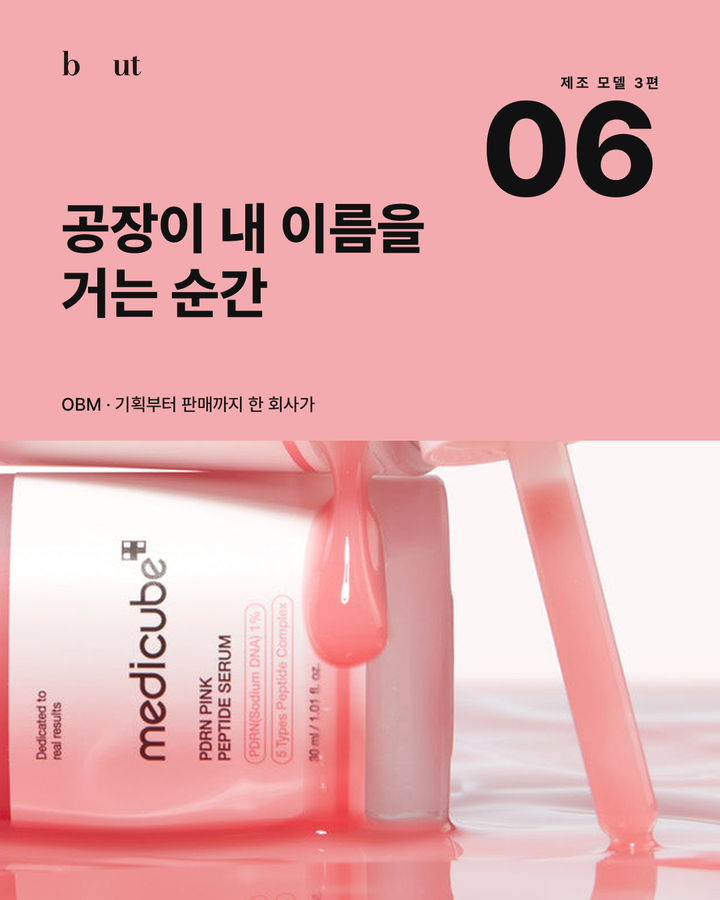 b ut
제조 모델 3편
06
공장이 내 이름을
거는 순간
OBM · 기획부터 판매까지 한 회사가
medicube
PDRN PINK
PEPTIDE SERUM
PDRN(Sodium DNA) 1%
5 Types Peptide Complex
30 ml / 1.01 fl. oz.
Dedicated to
real results